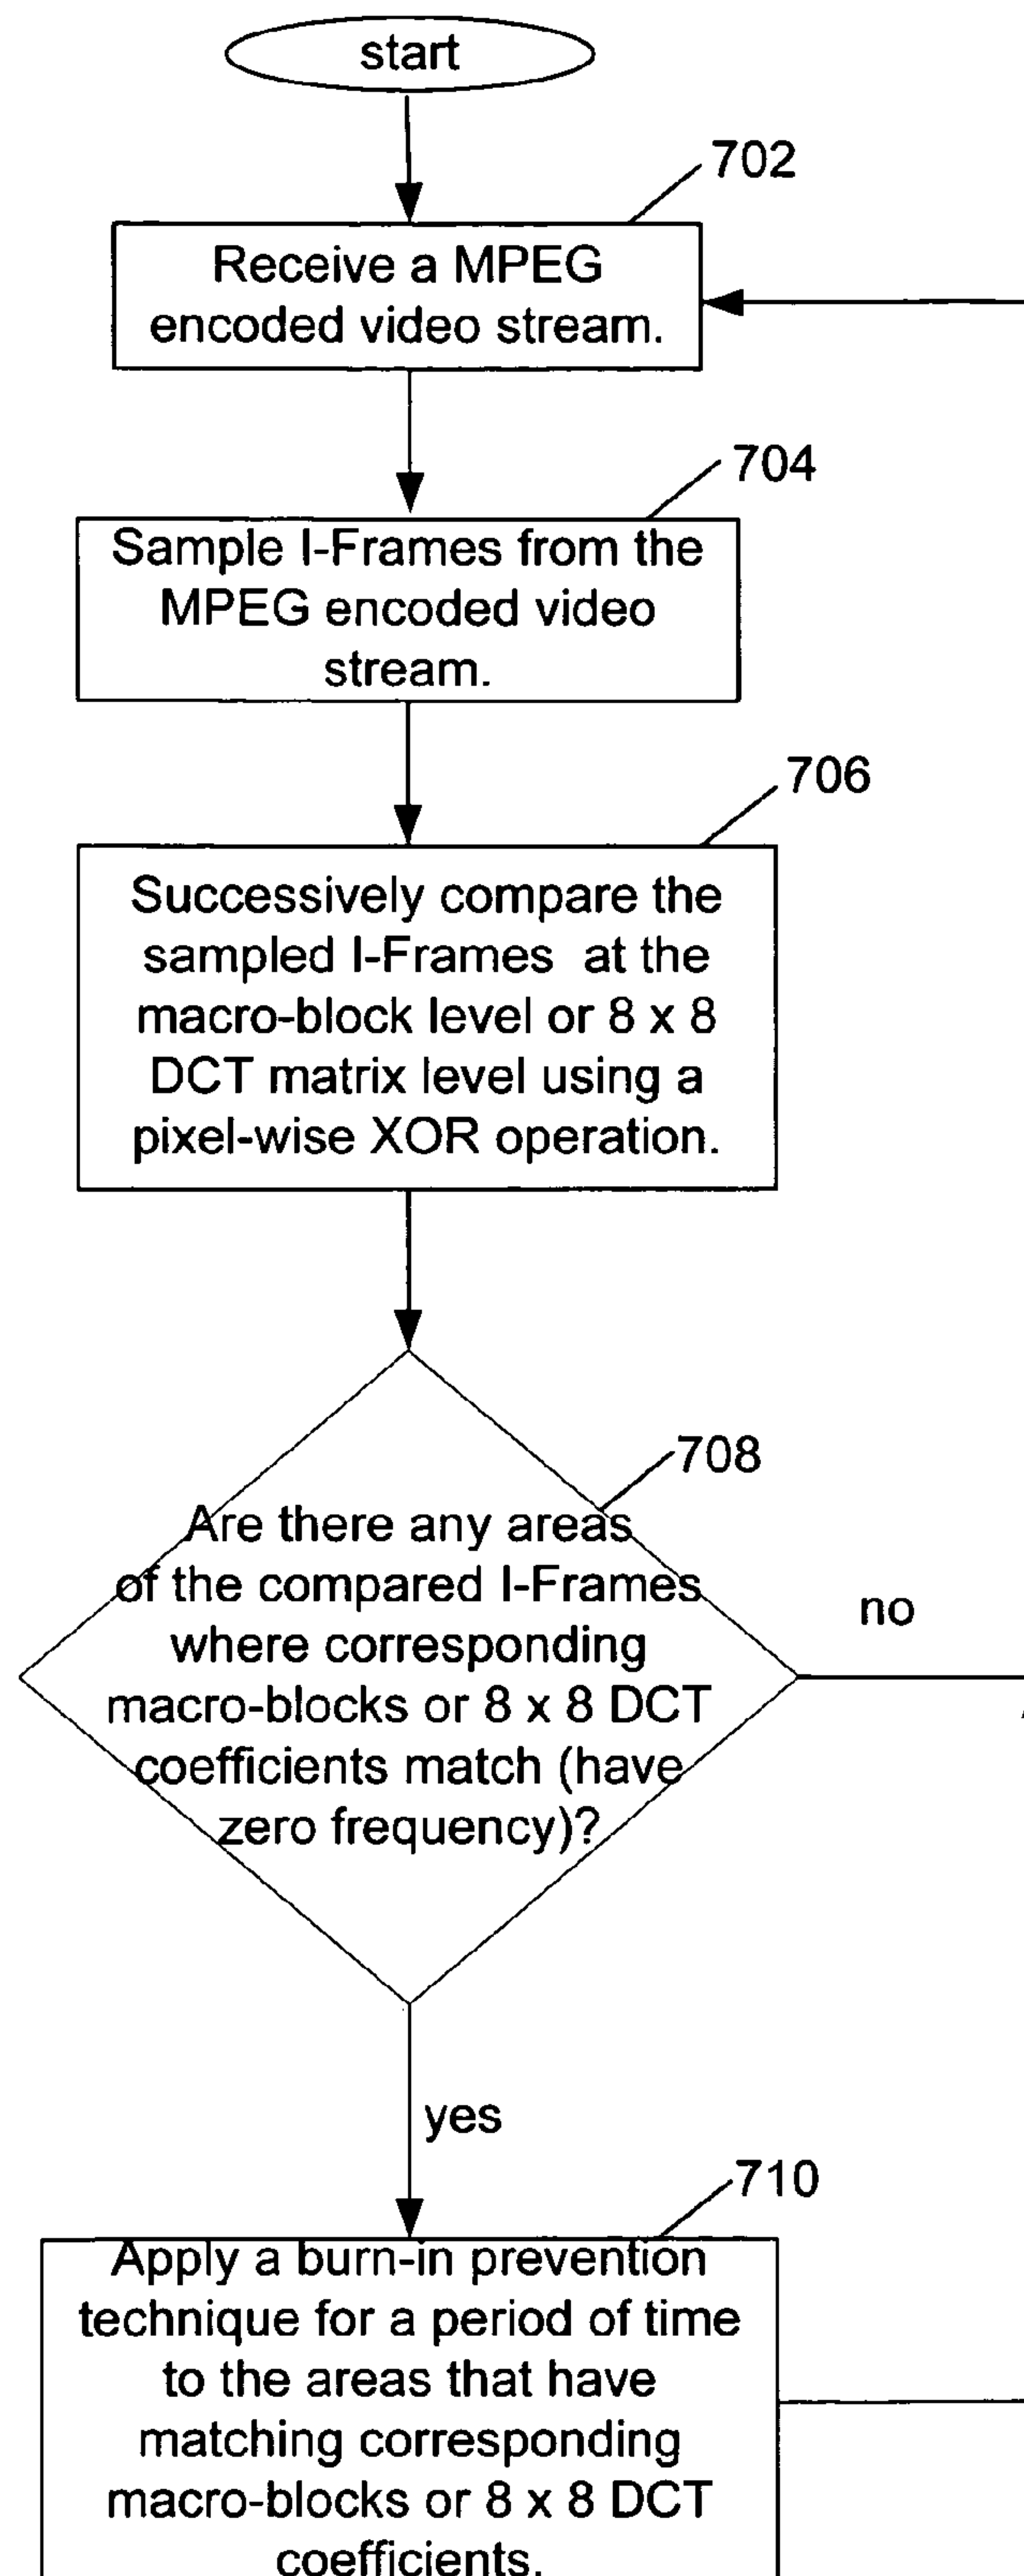 start
702
Receive a MPEG
encoded video stream.
704
Sample I-Frames from the
MPEG encoded video
stream.
706
Successively compare the
sampled I-Frames at the
macro-block level or 8 x 8
DCT matrix level using a
pixel-wise XOR operation.
708
Are there any areas
of the compared I-Frames
where corresponding
macro-blocks or 8 x 8 DCT
coefficients match (have
zero frequency)?
no
yes
710
Apply a burn-in prevention
technique for a period of time
to the areas that have
matching corresponding
macro-blocks or 8 x 8 DCT
coefficients.